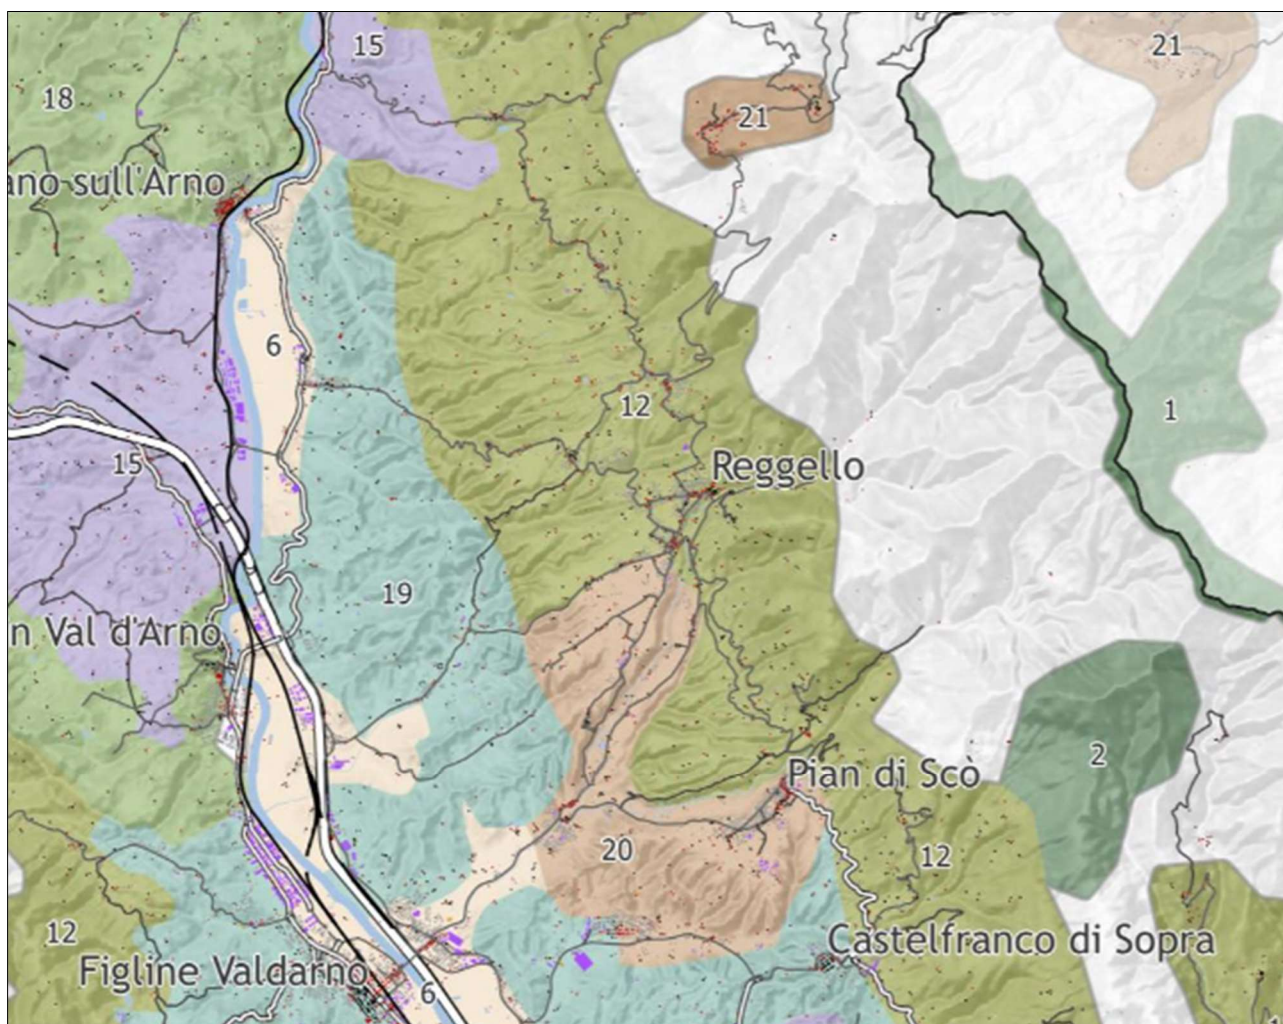 15
21
18
21
ano sull'Arno
6
12
1
15
Reggello
19
n Val d'Arno
2
Pian di Scò
20
12
12
Castelfranco di Sopra
Figline Valdarno
6